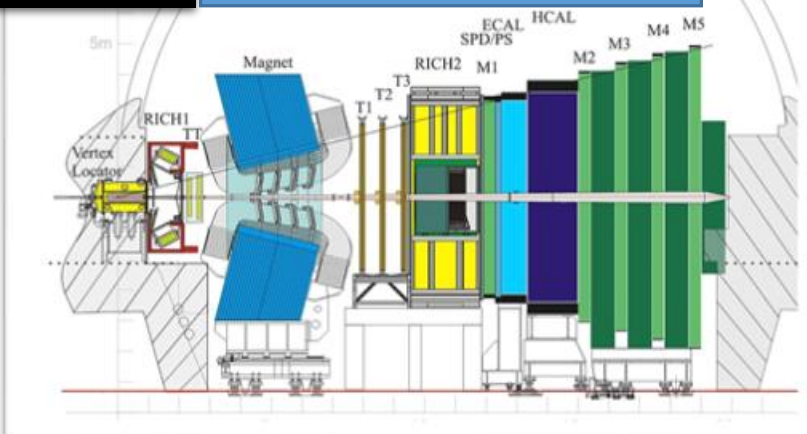 5m
Vertex
Locator
RICH1
TT
Magnet
T1
T2
T3
RICH2
M1
SPD/PS
ECAL
HCAL
M2
M3
M4
M5